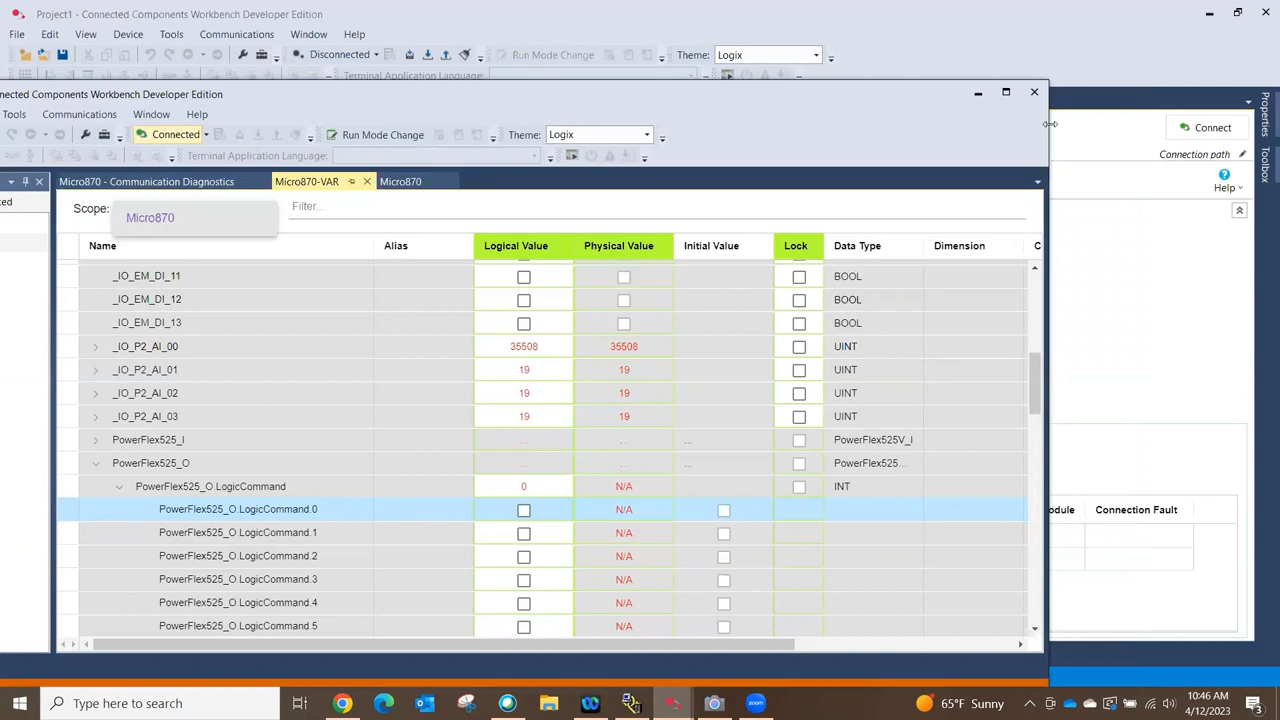 Project1 - Connected Components Workbench Developer Edition
File Edit View Device Tools Communications Window Help
Disconnected Run Mode Change Theme: Logix
Terminal Application Language:
nnected Components Workbench Developer Edition
Tools Communications Window Help
Connected Run Mode Change Theme: Logix
Terminal Application Language:
Properties
Toolbox
Connect
Connection path
Help
Micro870 - Communication Diagnostics Micro870-VAR Micro870
Scope: Micro870 Filter...
Name Alias Logical Value Physical Value Initial Value Lock Data Type Dimension C
_IO_EM_DI_11 BOOL
_IO_EM_DI_12 BOOL
_IO_EM_DI_13 BOOL
_IO_P2_AI_00 35508 35508 UINT
_IO_P2_AI_01 19 19 UINT
_IO_P2_AI_02 19 19 UINT
_IO_P2_AI_03 19 19 UINT
PowerFlex525_I ... ... ... PowerFlex525V_I
PowerFlex525_O ... ... ... PowerFlex525...
PowerFlex525_O.LogicCommand 0 N/A INT
PowerFlex525_O.LogicCommand.0 N/A
PowerFlex525_O.LogicCommand.1 N/A
PowerFlex525_O.LogicCommand.2 N/A
PowerFlex525_O.LogicCommand.3 N/A
PowerFlex525_O.LogicCommand.4 N/A
PowerFlex525_O.LogicCommand.5 N/A
odule Connection Fault
Type here to search
65°F Sunny
10:46 AM
4/12/2023
3